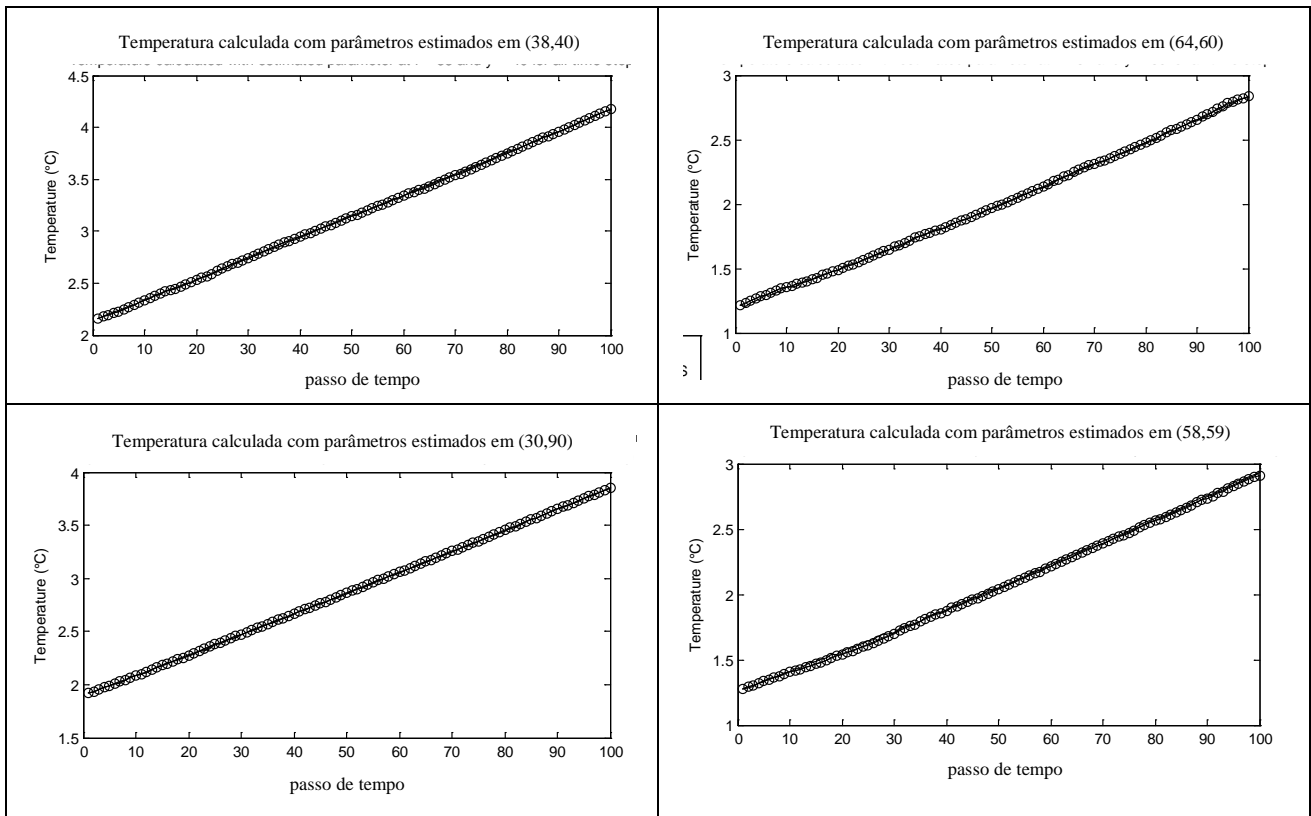 Temperatura calculada com parâmetros estimados em (38,40)
4.5
4
3.5
3
2.5
2
Temperature (°C)
0 10 20 30 40 50 60 70 80 90 100
passo de tempo
Temperatura calculada com parâmetros estimados em (64,60)
3
2.5
2
1.5
1
Temperature (°C)
0 10 20 30 40 50 60 70 80 90 100
s
passo de tempo
Temperatura calculada com parâmetros estimados em (30,90)
4
3.5
3
2.5
2
1.5
Temperature (°C)
0 10 20 30 40 50 60 70 80 90 100
passo de tempo
Temperatura calculada com parâmetros estimados em (58,59)
3
2.5
2
1.5
1
Temperature (°C)
0 10 20 30 40 50 60 70 80 90 100
passo de tempo